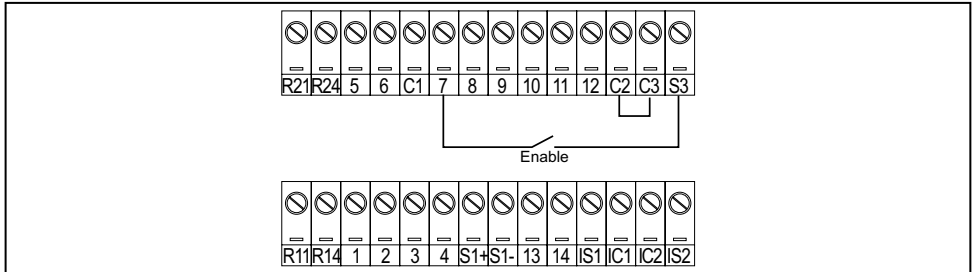 R21 R24 5 6 C1 7 8 9 10 11 12 C2 C3 S3
Enable
R11 R14 1 2 3 4 S1+ S1- 13 14 IS1 IC1 IC2 IS2